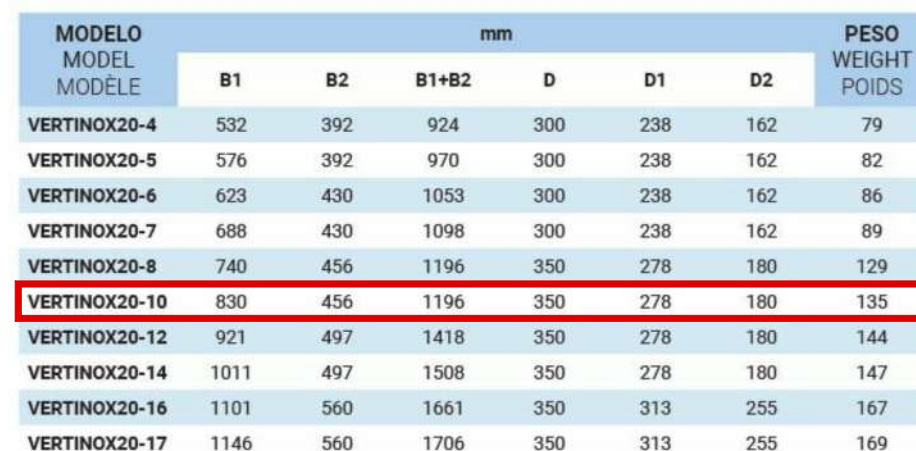 MODELO mm PESO
MODEL WEIGHT
MODÈLE B1 B2 B1+B2 D D1 D2 POIDS
VERTINOX20-4 532 392 924 300 238 162 79
VERTINOX20-5 576 392 970 300 238 162 82
VERTINOX20-6 623 430 1053 300 238 162 86
VERTINOX20-7 688 430 1098 300 238 162 89
VERTINOX20-8 740 456 1196 350 278 180 129
VERTINOX20-10 830 456 1196 350 278 180 135
VERTINOX20-12 921 497 1418 350 278 180 144
VERTINOX20-14 1011 497 1508 350 278 180 147
VERTINOX20-16 1101 560 1661 350 313 255 167
VERTINOX20-17 1146 560 1706 350 313 255 169